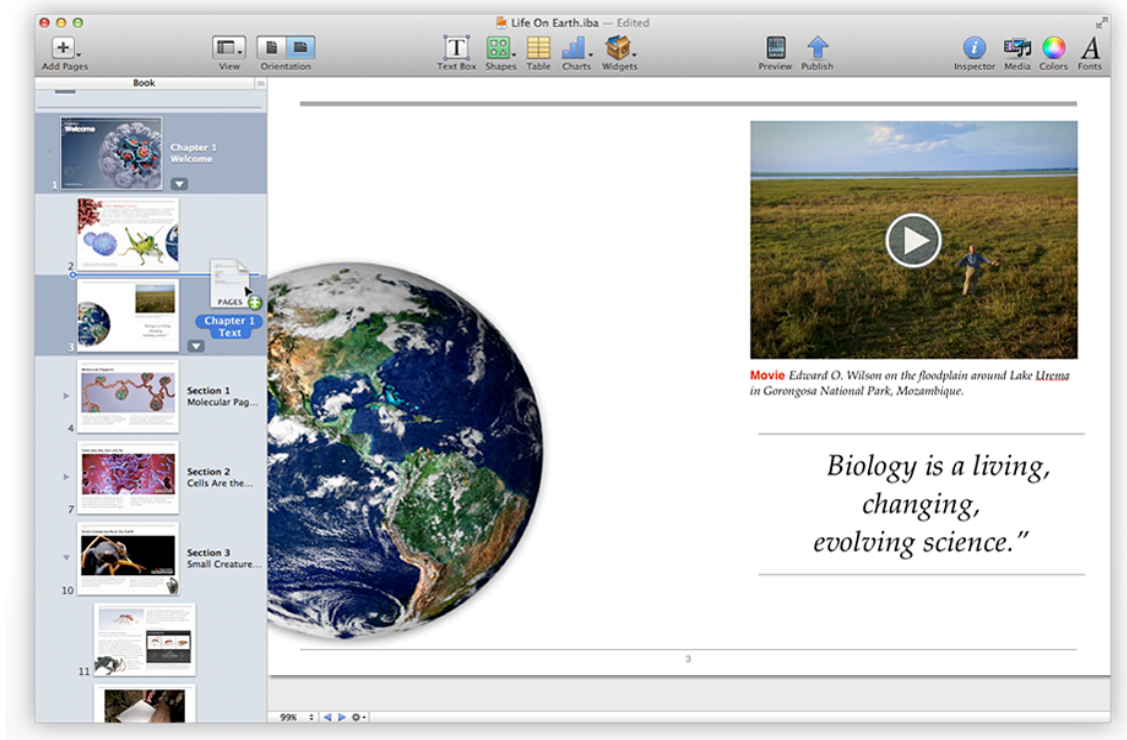 Life On Earth.iba — Edited
Add Pages
View
Orientation
Text Box
Shapes
Table
Charts
Widgets
Preview
Publish
Inspector
Media
Colors
Fonts
Book
Welcome
Chapter 1
Welcome
1
2
PAGES
Chapter 1
Text
3
Section 1
Molecular Pag...
4
Section 2
Cells Are the...
7
Section 3
Small Creature...
10
11
Movie Edward O. Wilson on the floodplain around Lake Urema
in Gorongosa National Park, Mozambique.
Biology is a living,
changing,
evolving science.”
3
99%